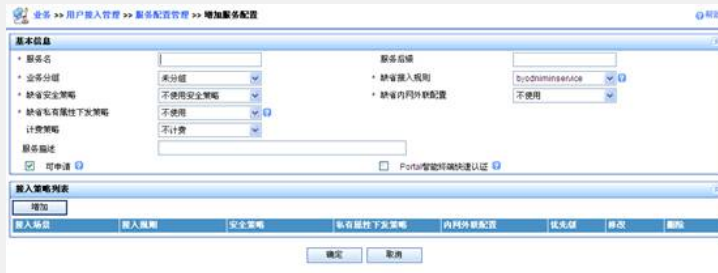 业务 >> 用户接入管理 >> 服务配置管理 >> 增加服务配置 帮助
基本信息
* 服务名 服务后缀
* 业务分组 未分组 * 缺省接入规则 byodniminservice
* 缺省安全策略 不使用安全策略 * 缺省内网外联配置 不使用
* 缺省私有属性下发策略 不使用
计费策略 不计费
服务描述
可申请 Portal智能终端快速认证
接入策略列表
增加
接入场景 接入规则 安全策略 私有属性下发策略 内网外联配置 优先级 修改 删除
确定 取消